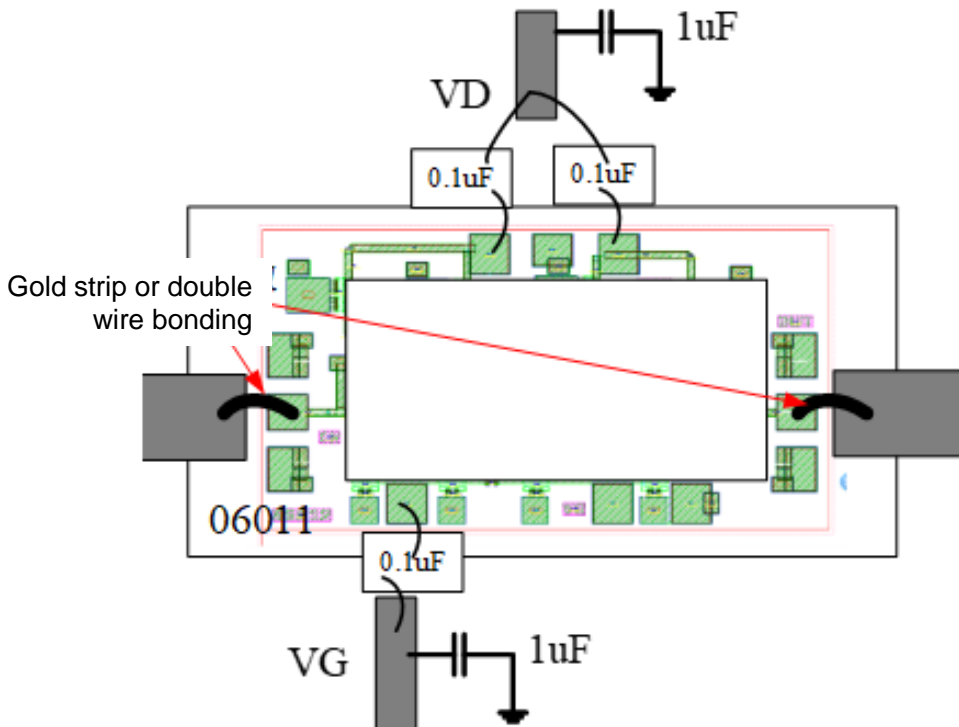 1uF
VD
0.1uF
0.1uF
Gold strip or double
wire bonding
06011
0.1uF
VG
1uF